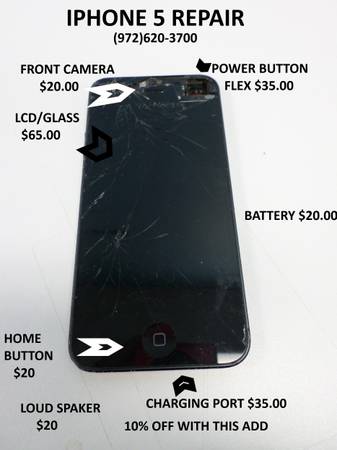 IPHONE 5 REPAIR
(972)620-3700
FRONT CAMERA
$20.00
POWER BUTTON
FLEX $35.00
LCD/GLASS
$65.00
BATTERY $20.00
HOME
BUTTON
$20
CHARGING PORT $35.00
LOUD SPAKER
$20
10% OFF WITH THIS ADD